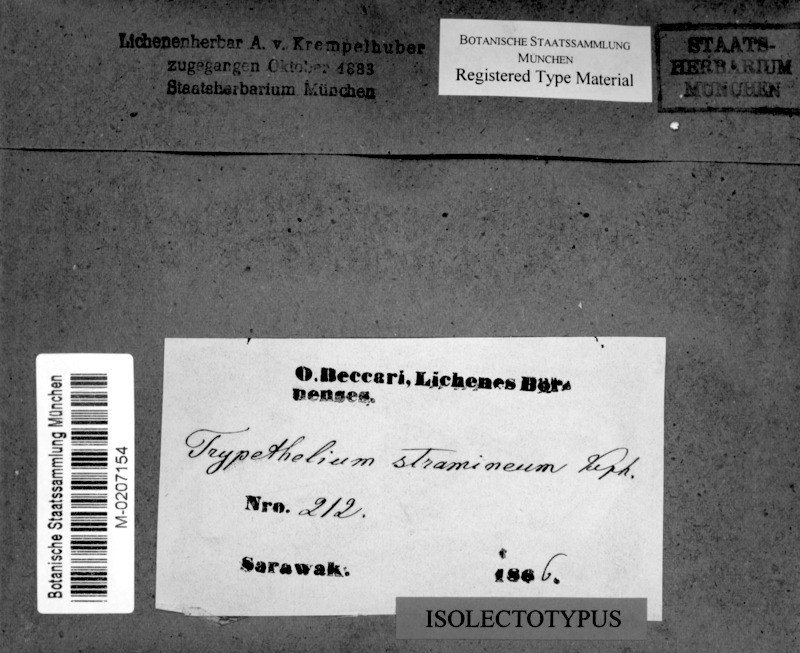 Lichenenherbar A. v. Krempelhuber
zugegangen Oktober 1883
Staatsherbarium München
BOTANISCHE STAATSSAMMLUNG
MÜNCHEN
Registered Type Material
STAATS-
HERBARIUM
MÜNCHEN
Botanische Staatssammlung München
M-0207154
O. Beccari, Lichenes Bor-
nenses.
Trypethelium stramineum Krph.
Nro. 212.
Sarawak. 1866.
ISOLECTOTYPUS